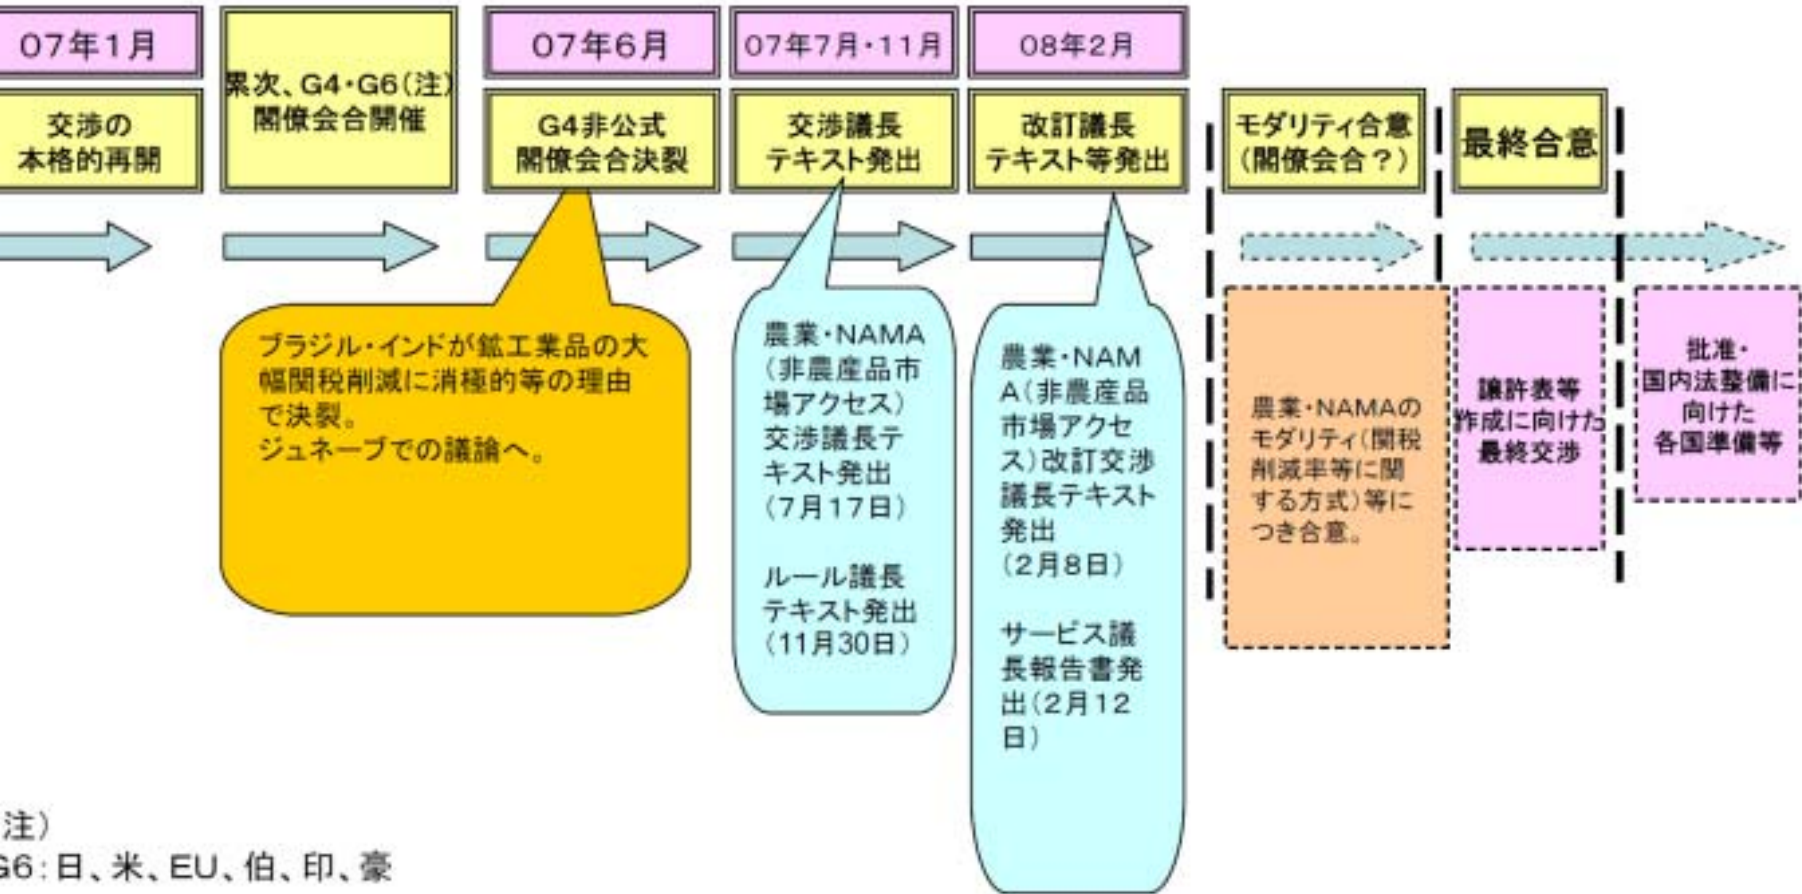 07年1月
交渉の
本格的再開
累次、G4・G6(注)
閣僚会合開催
07年6月
G4非公式
閣僚会合決裂
07年7月・11月
交渉議長
テキスト発出
08年2月
改訂議長
テキスト等発出
モダリティ合意
(閣僚会合？)
最終合意
ブラジル・インドが鉱工業品の大
幅関税削減に消極的等の理由
で決裂。
ジュネーブでの議論へ。
農業・NAMA
(非農産品市
場アクセス)
交渉議長テ
キスト発出
(7月17日)
ルール議長
テキスト発出
(11月30日)
農業・NAM
A(非農産品
市場アクセ
ス)改訂交渉
議長テキスト
発出
(2月8日)
サービス議
長報告書発
出(2月12
日)
農業・NAMAの
モダリティ(関税
削減率等に関
する方式)等に
つき合意。
譲許表等
作成に向けた
最終交渉
批准・
国内法整備に
向けた
各国準備等
注)
G6:日、米、EU、伯、印、豪